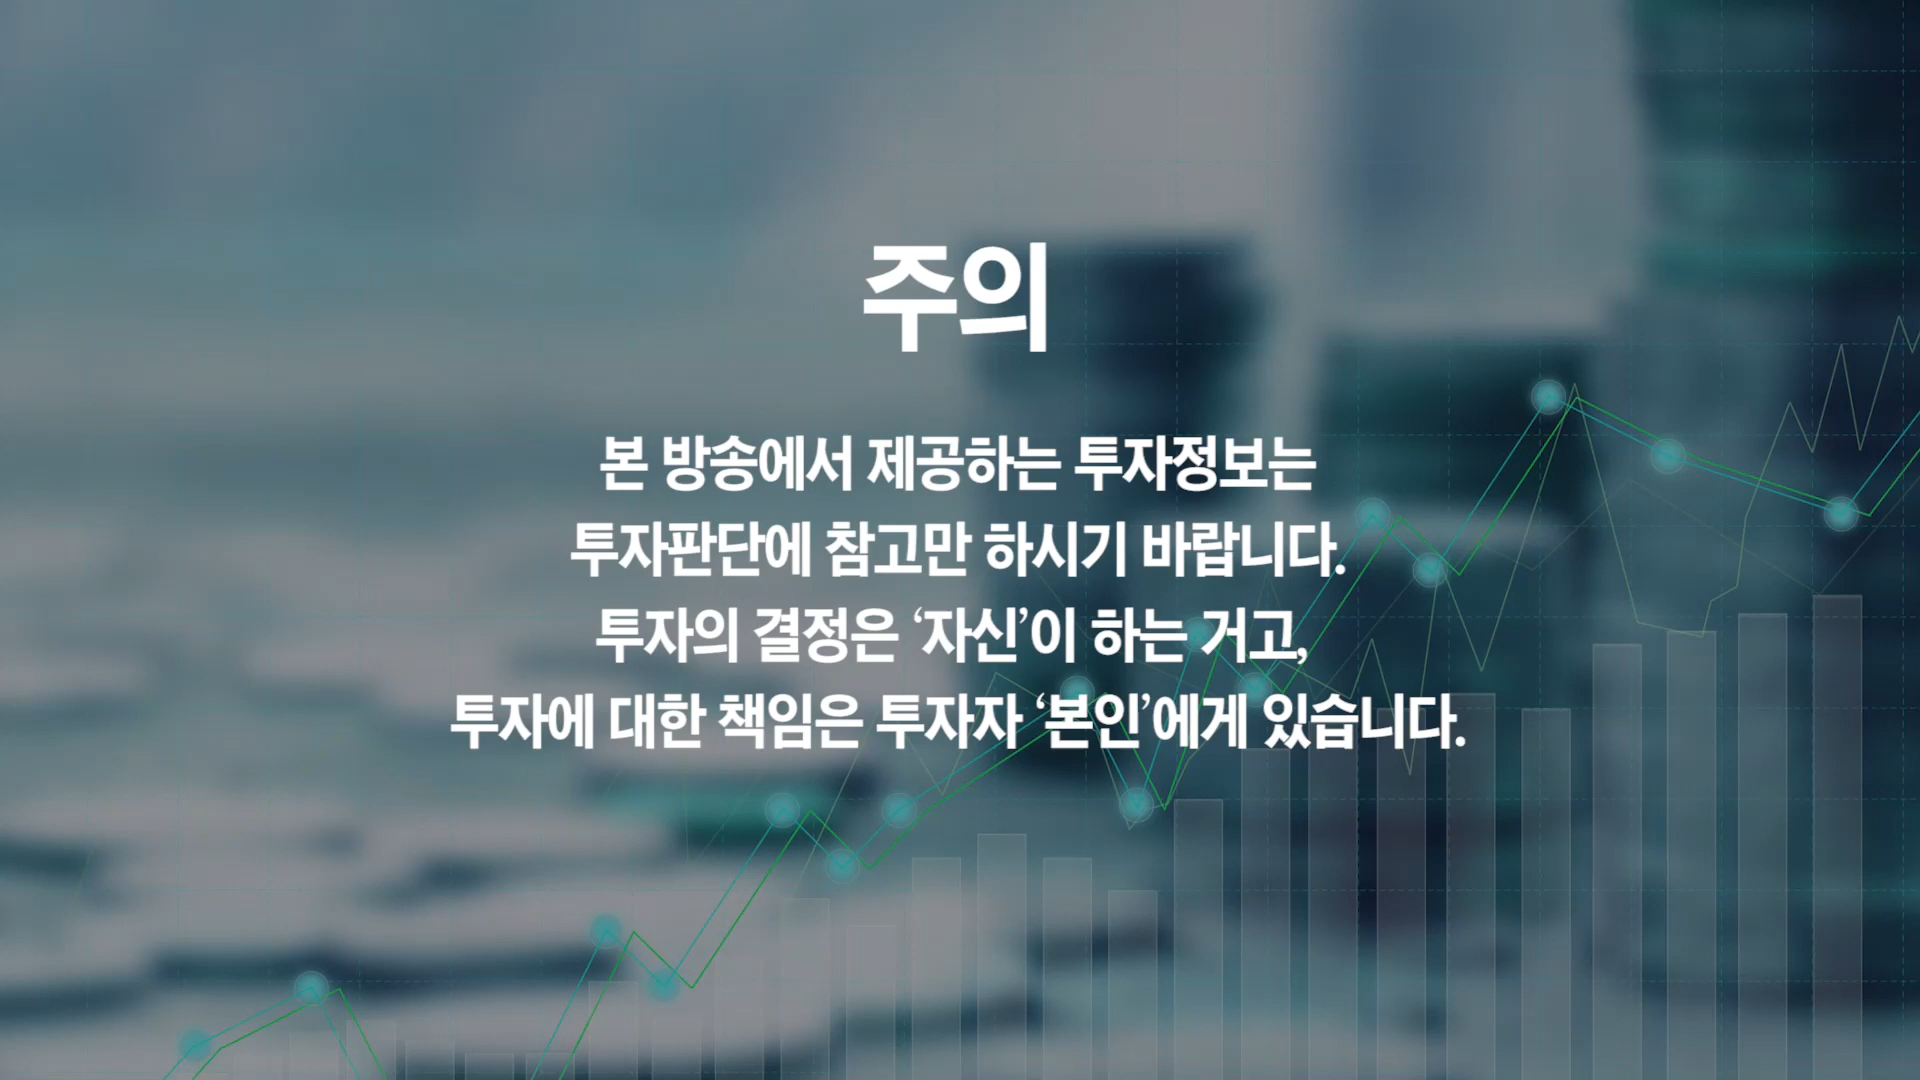 주의
본 방송에서 제공하는 투자정보는
투자판단에 참고만 하시기 바랍니다.
투자의 결정은 ‘자신’이 하는 거고,
투자에 대한 책임은 투자자 ‘본인’에게 있습니다.